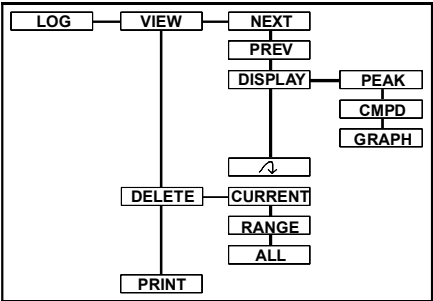 LOG VIEW NEXT
PREV
DISPLAY PEAK
CMPD
GRAPH
DELETE CURRENT
RANGE
ALL
PRINT